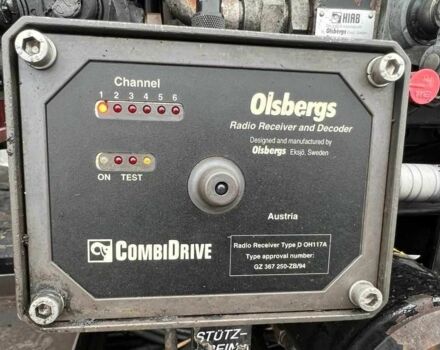 HIAB
Olsbergs
Channel
1 2 3 4 5 6
Olsbergs
Radio Receiver and Decoder
Designed and manufactured by
Olsbergs Eksjö, Sweden
ON TEST
Austria
COMBIDRIVE
Radio Receiver Type D OH117A
Type approval number:
GZ 367 250-ZB/94
STÜTZ-
BEIN